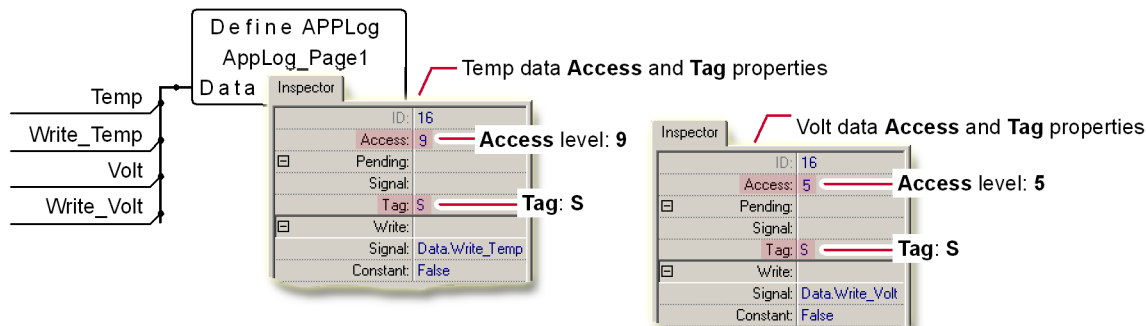 Define APPLog
AppLog_Page1
Data
Temp
Write_Temp
Volt
Write_Volt
Temp data Access and Tag properties
Inspector
ID: 16
Access: 9
Access level: 9
Pending:
Signal:
Tag: S
Tag: S
Write:
Signal: Data.Write_Temp
Constant: False
Volt data Access and Tag properties
Inspector
ID: 16
Access: 5
Access level: 5
Pending:
Signal:
Tag: S
Tag: S
Write:
Signal: Data.Write_Volt
Constant: False